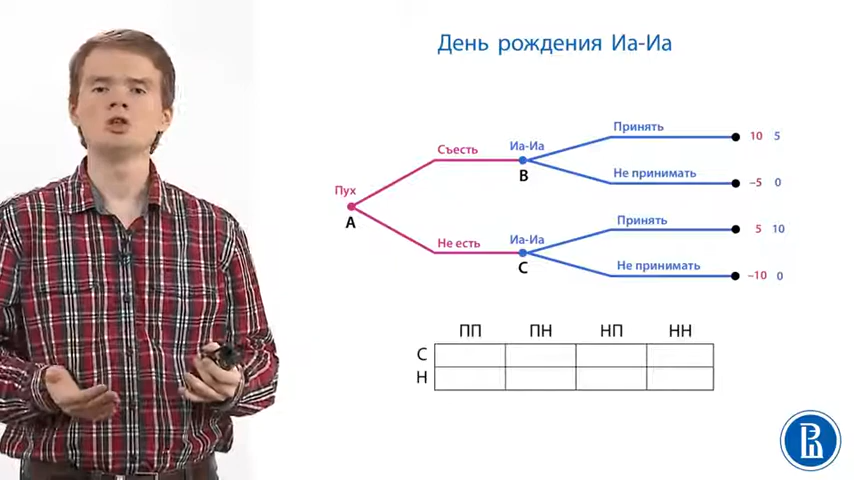 День рождения Иа-Иа
Принять
10 5
Съесть
Иа-Иа
В
Не принимать
–5 0
Пух
А
Принять
5 10
Не есть
Иа-Иа
С
Не принимать
–10 0
ПП ПН НП НН
С
Н